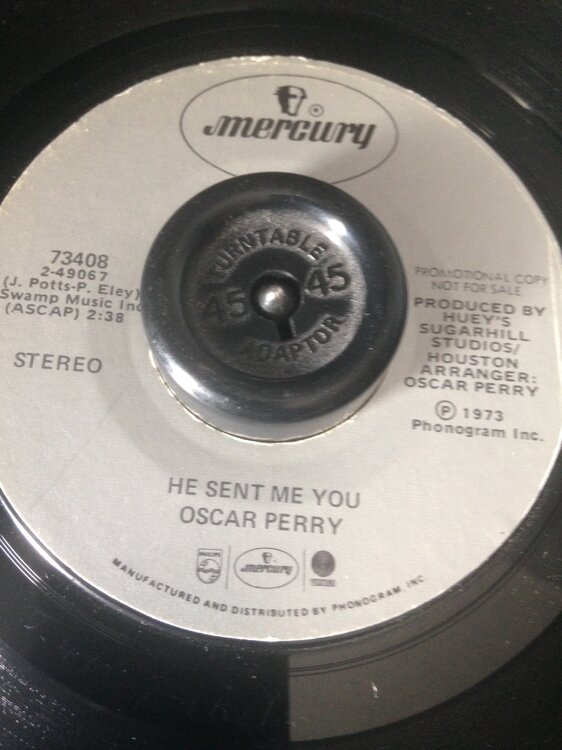 mercury
TURNTABLE
45 45
ADAPTOR
73408
2-49067
(J. Potts-P. Eley)
Swamp Music Inc
(ASCAP) 2:38
STEREO
PROMOTIONAL COPY
NOT FOR SALE
PRODUCED BY
HUEY'S
SUGARHILL
STUDIOS/
HOUSTON
ARRANGER:
OSCAR PERRY
℗ 1973
Phonogram Inc.
HE SENT ME YOU
OSCAR PERRY
PHILIPS
mercury
MANUFACTURED AND DISTRIBUTED BY PHONOGRAM, INC.